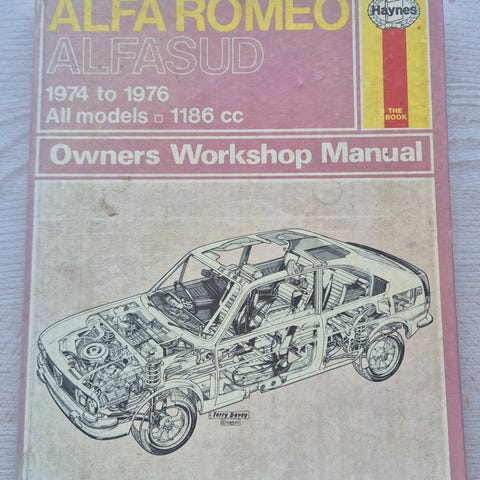 ALFA ROMEO
ALFASUD
1974 to 1976
All models □ 1186 cc
Haynes
THE
BOOK
Owners Workshop Manual
Terry Davey